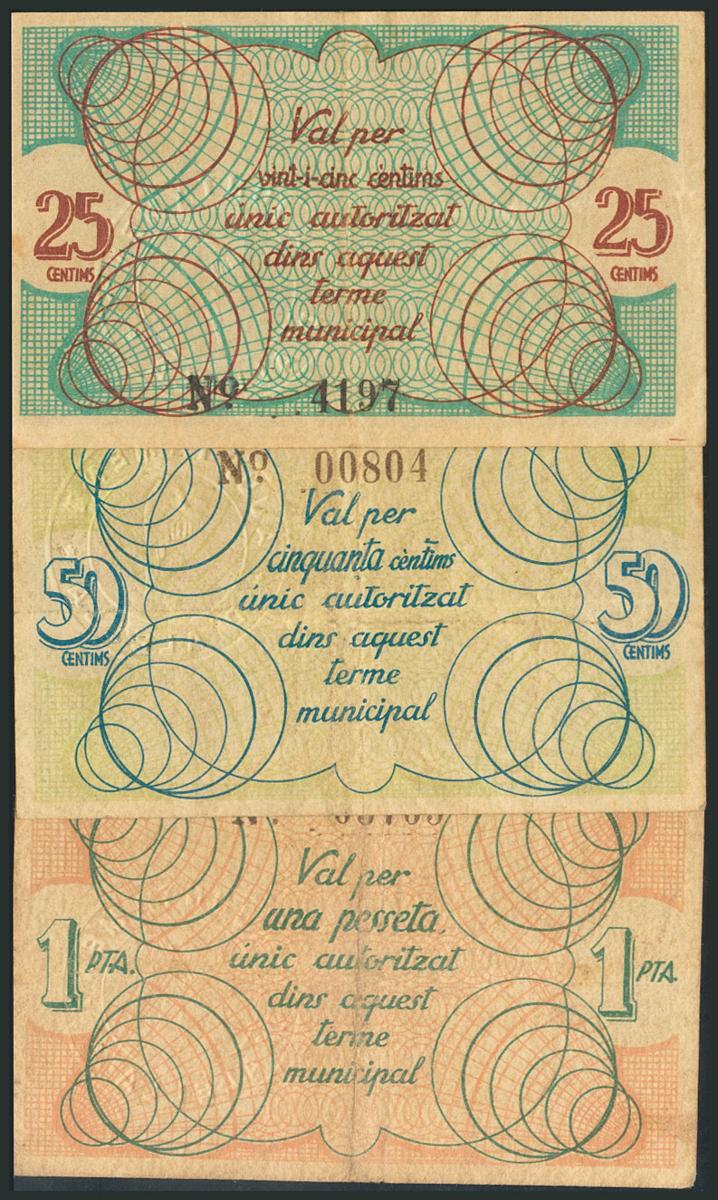 Val per
vint-i-cinc cèntims
únic autoritzat
dins aquest
terme
municipal
25
CENTIMS
25
CENTIMS
Nº 4197
Nº 00804
Val per
cinquanta cèntims
únic autoritzat
dins aquest
terme
municipal
50
CENTIMS
50
CENTIMS
Val per
una pesseta
únic autoritzat
dins aquest
terme
municipal
1 PTA.
1 PTA.